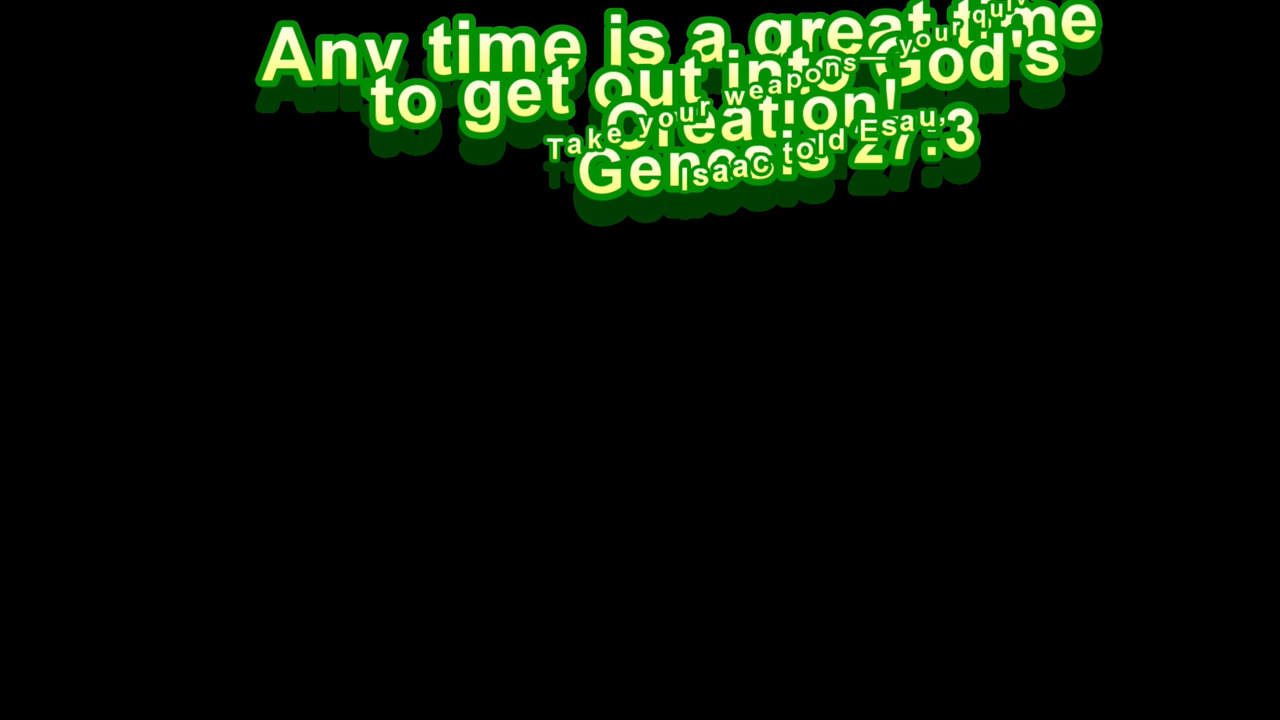 Any time is a great time
to get out into God's
Creation!
Genesis 27:3
Isaac told Esau,
Take your weapons— your